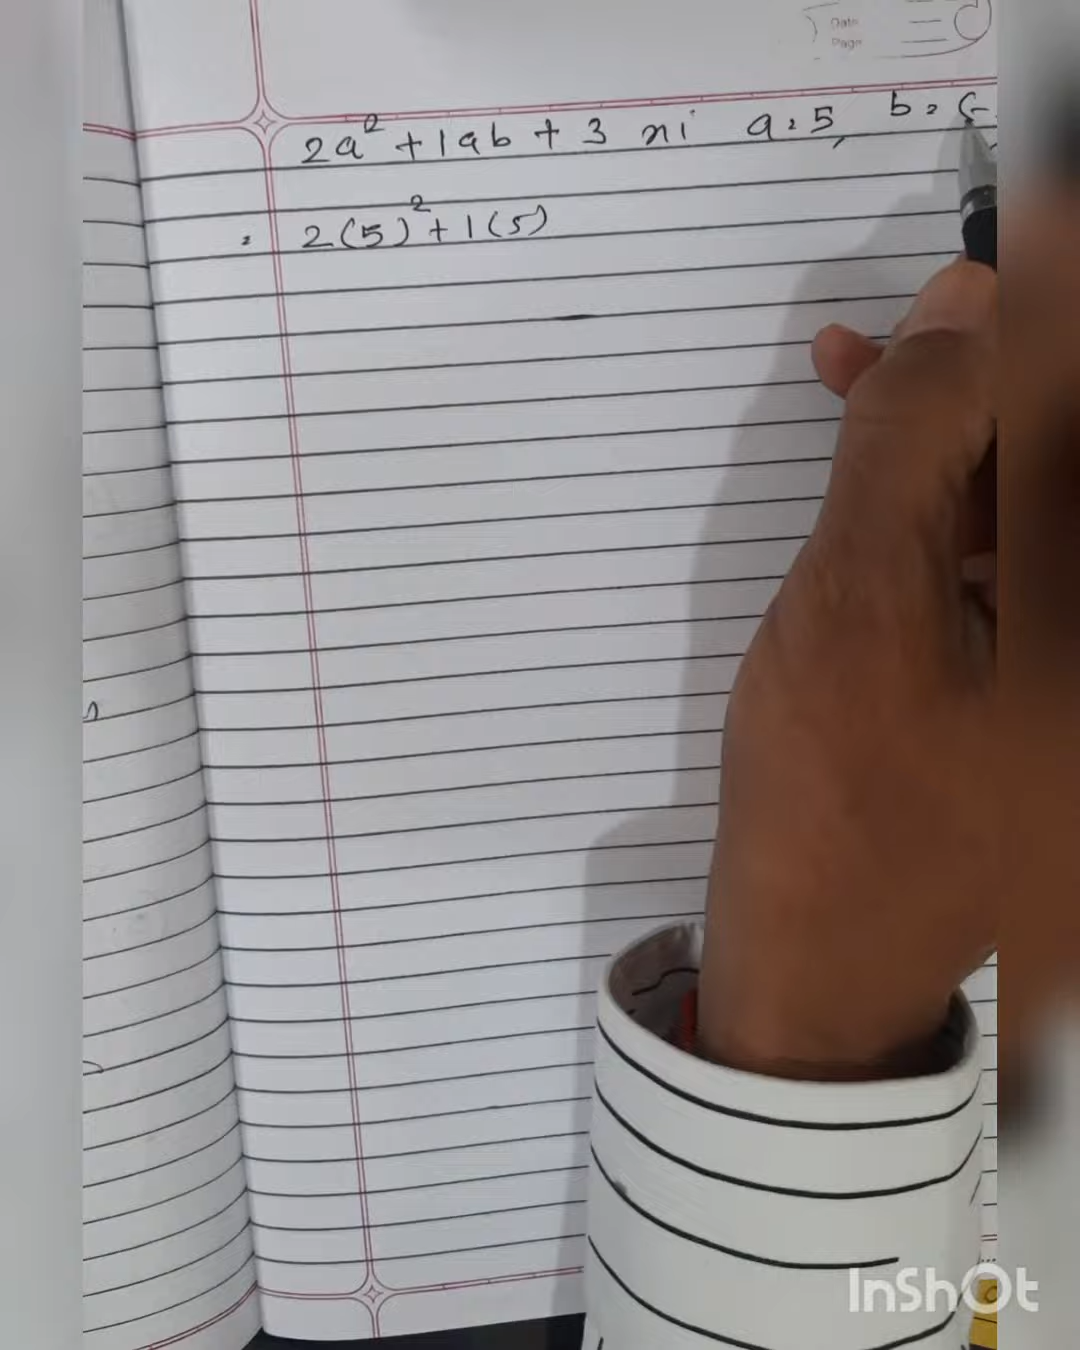 Date
Page
2a² + 1ab + 3 ni a = 5, b =
= 2(5)² + 1(5)
InShOt